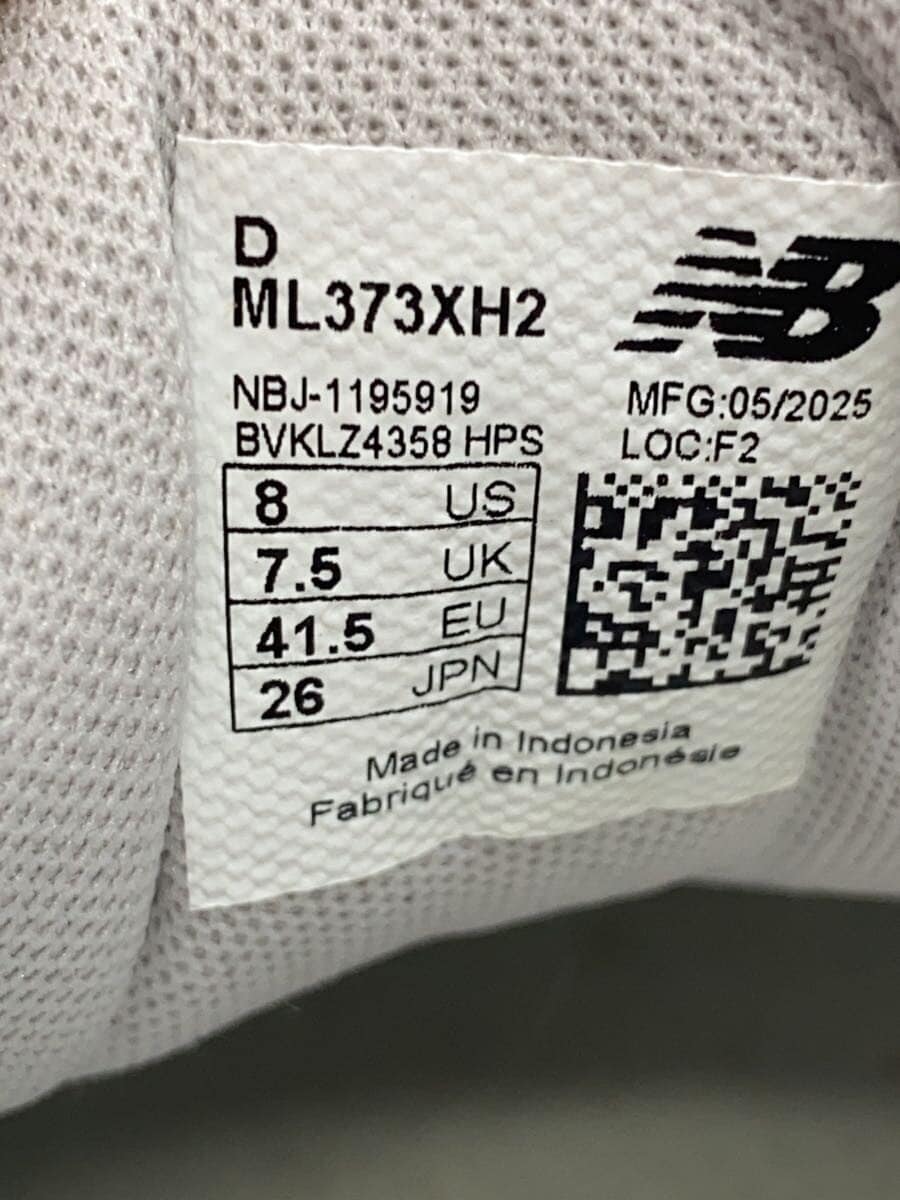 D
ML373XH2
NB
NBJ-1195919
MFG:05/2025
BVKLZ4358 HPS
LOC:F2
8 US
7.5 UK
41.5 EU
26 JPN
Made in Indonesia
Fabriqué en Indonésie